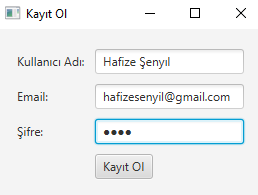 Kayıt Ol
Kullanıcı Adı: Hafize Şenyıl
Email: hafizesenyil@gmail.com
Şifre: ●●●●
Kayıt Ol